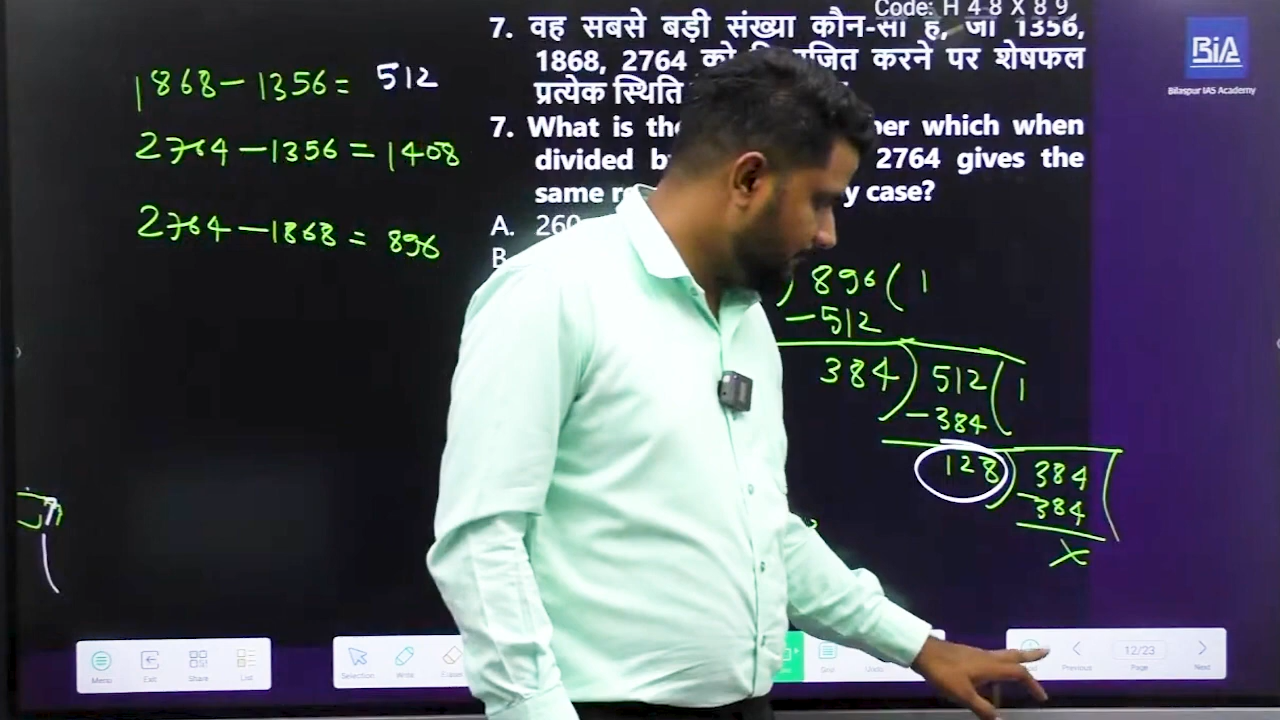 Code: H 4 8 X 8 9
7. वह सबसे बड़ी संख्या कौन-सी है, जो 1356,
1868, 2764 को करने पर शेषफल
प्रत्येक स्थिति
7. What is the which when
divided 2764 gives the
same case?
A. 260
B.
1868 - 1356 = 512
2764 - 1356 = 1408
2764 - 1868 = 896
) 896 ( 1
- 512
384 ) 512 ( 1
- 384
128 ) 384 (
- 384
x
BiA
Bilaspur IAS Academy
Menu Exit Share List Selection Write Eraser Grid Undo Previous 12/23 Page Next